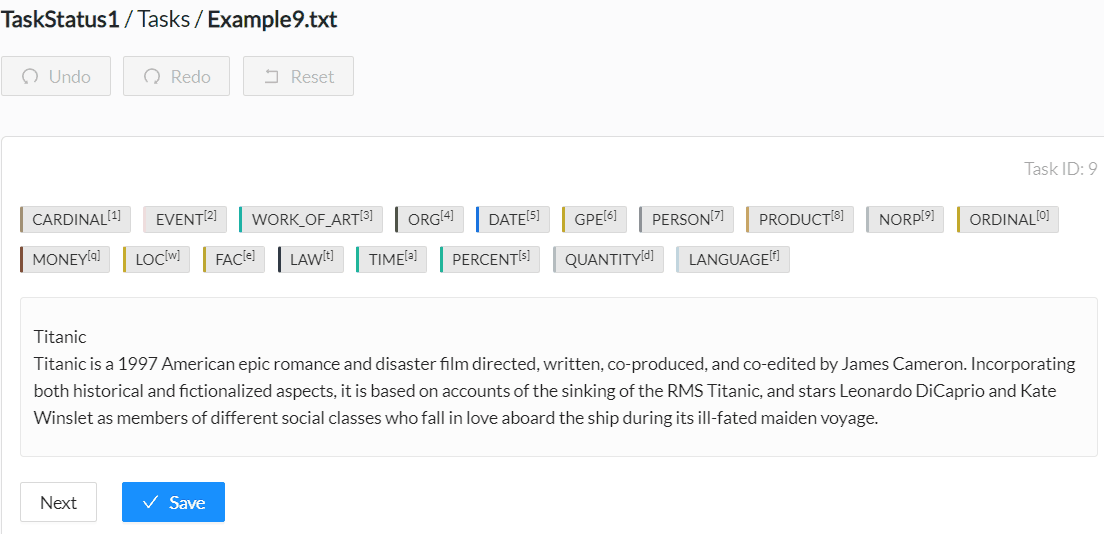 TaskStatus1 / Tasks / Example9.txt
Undo Redo Reset
Task ID: 9
CARDINAL[1] EVENT[2] WORK_OF_ART[3] ORG[4] DATE[5] GPE[6] PERSON[7] PRODUCT[8] NORP[9] ORDINAL[0]
MONEY[q] LOC[w] FAC[e] LAW[t] TIME[a] PERCENT[s] QUANTITY[d] LANGUAGE[f]
Titanic
Titanic is a 1997 American epic romance and disaster film directed, written, co-produced, and co-edited by James Cameron. Incorporating
both historical and fictionalized aspects, it is based on accounts of the sinking of the RMS Titanic, and stars Leonardo DiCaprio and Kate
Winslet as members of different social classes who fall in love aboard the ship during its ill-fated maiden voyage.
Next Save